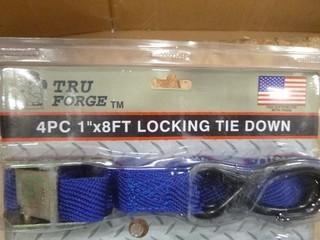 TRU
FORGE TM
4PC 1"x8FT LOCKING TIE DOWN